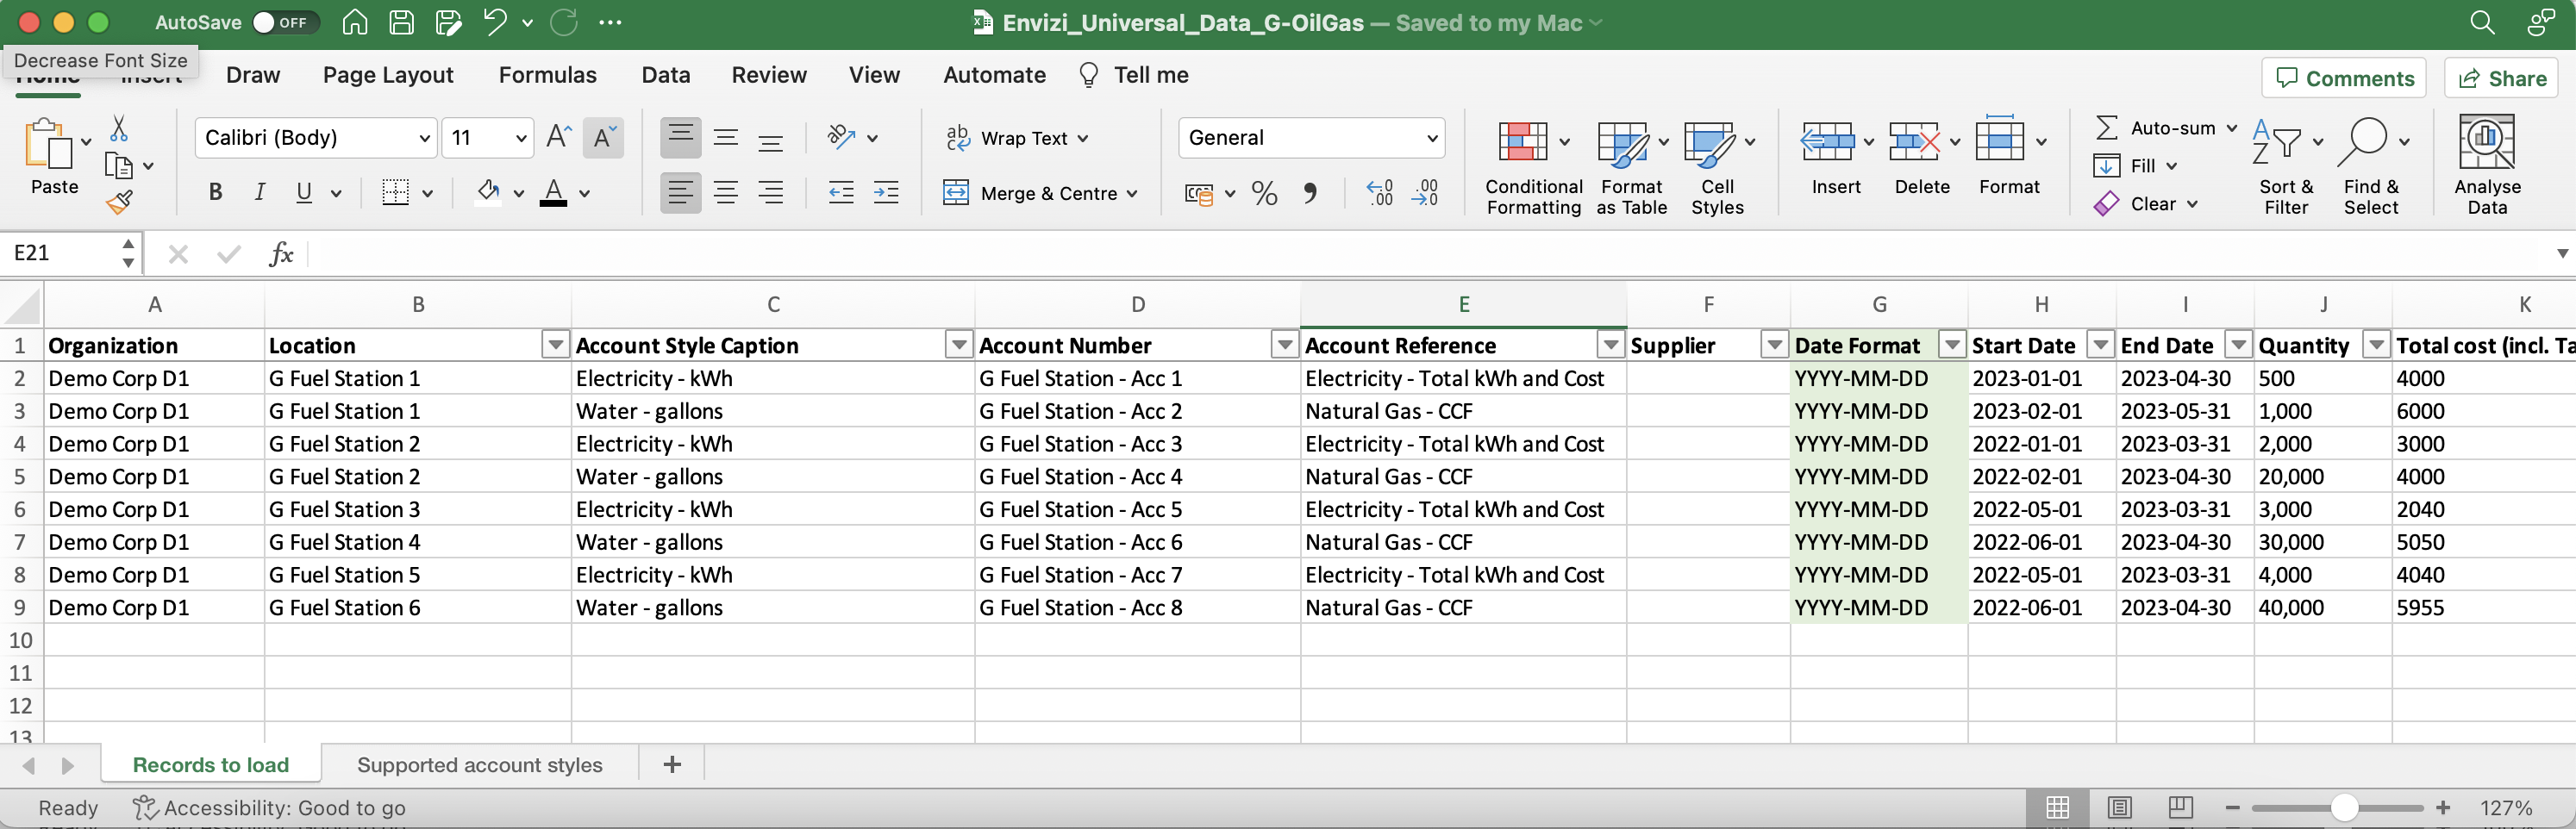 AutoSave OFF Envizi_Universal_Data_G-OilGas — Saved to my Mac
Decrease Font Size
Home Insert Draw Page Layout Formulas Data Review View Automate Tell me Comments Share
Paste Calibri (Body) 11 A A ab Wrap Text General Conditional Formatting Format as Table Cell Styles Insert Delete Format Auto-sum Fill Clear Sort & Filter Find & Select Analyse Data
B I U A Merge & Centre %
E21 fx
A B C D E F G H I J K
1 Organization Location Account Style Caption Account Number Account Reference Supplier Date Format Start Date End Date Quantity Total cost (incl. Ta
2 Demo Corp D1 G Fuel Station 1 Electricity - kWh G Fuel Station - Acc 1 Electricity - Total kWh and Cost YYYY-MM-DD 2023-01-01 2023-04-30 500 4000
3 Demo Corp D1 G Fuel Station 1 Water - gallons G Fuel Station - Acc 2 Natural Gas - CCF YYYY-MM-DD 2023-02-01 2023-05-31 1,000 6000
4 Demo Corp D1 G Fuel Station 2 Electricity - kWh G Fuel Station - Acc 3 Electricity - Total kWh and Cost YYYY-MM-DD 2022-01-01 2023-03-31 2,000 3000
5 Demo Corp D1 G Fuel Station 2 Water - gallons G Fuel Station - Acc 4 Natural Gas - CCF YYYY-MM-DD 2022-02-01 2023-04-30 20,000 4000
6 Demo Corp D1 G Fuel Station 3 Electricity - kWh G Fuel Station - Acc 5 Electricity - Total kWh and Cost YYYY-MM-DD 2022-05-01 2023-03-31 3,000 2040
7 Demo Corp D1 G Fuel Station 4 Water - gallons G Fuel Station - Acc 6 Natural Gas - CCF YYYY-MM-DD 2022-06-01 2023-04-30 30,000 5050
8 Demo Corp D1 G Fuel Station 5 Electricity - kWh G Fuel Station - Acc 7 Electricity - Total kWh and Cost YYYY-MM-DD 2022-05-01 2023-03-31 4,000 4040
9 Demo Corp D1 G Fuel Station 6 Water - gallons G Fuel Station - Acc 8 Natural Gas - CCF YYYY-MM-DD 2022-06-01 2023-04-30 40,000 5955
10
11
12
13
Records to load Supported account styles +
Ready Accessibility: Good to go 127%